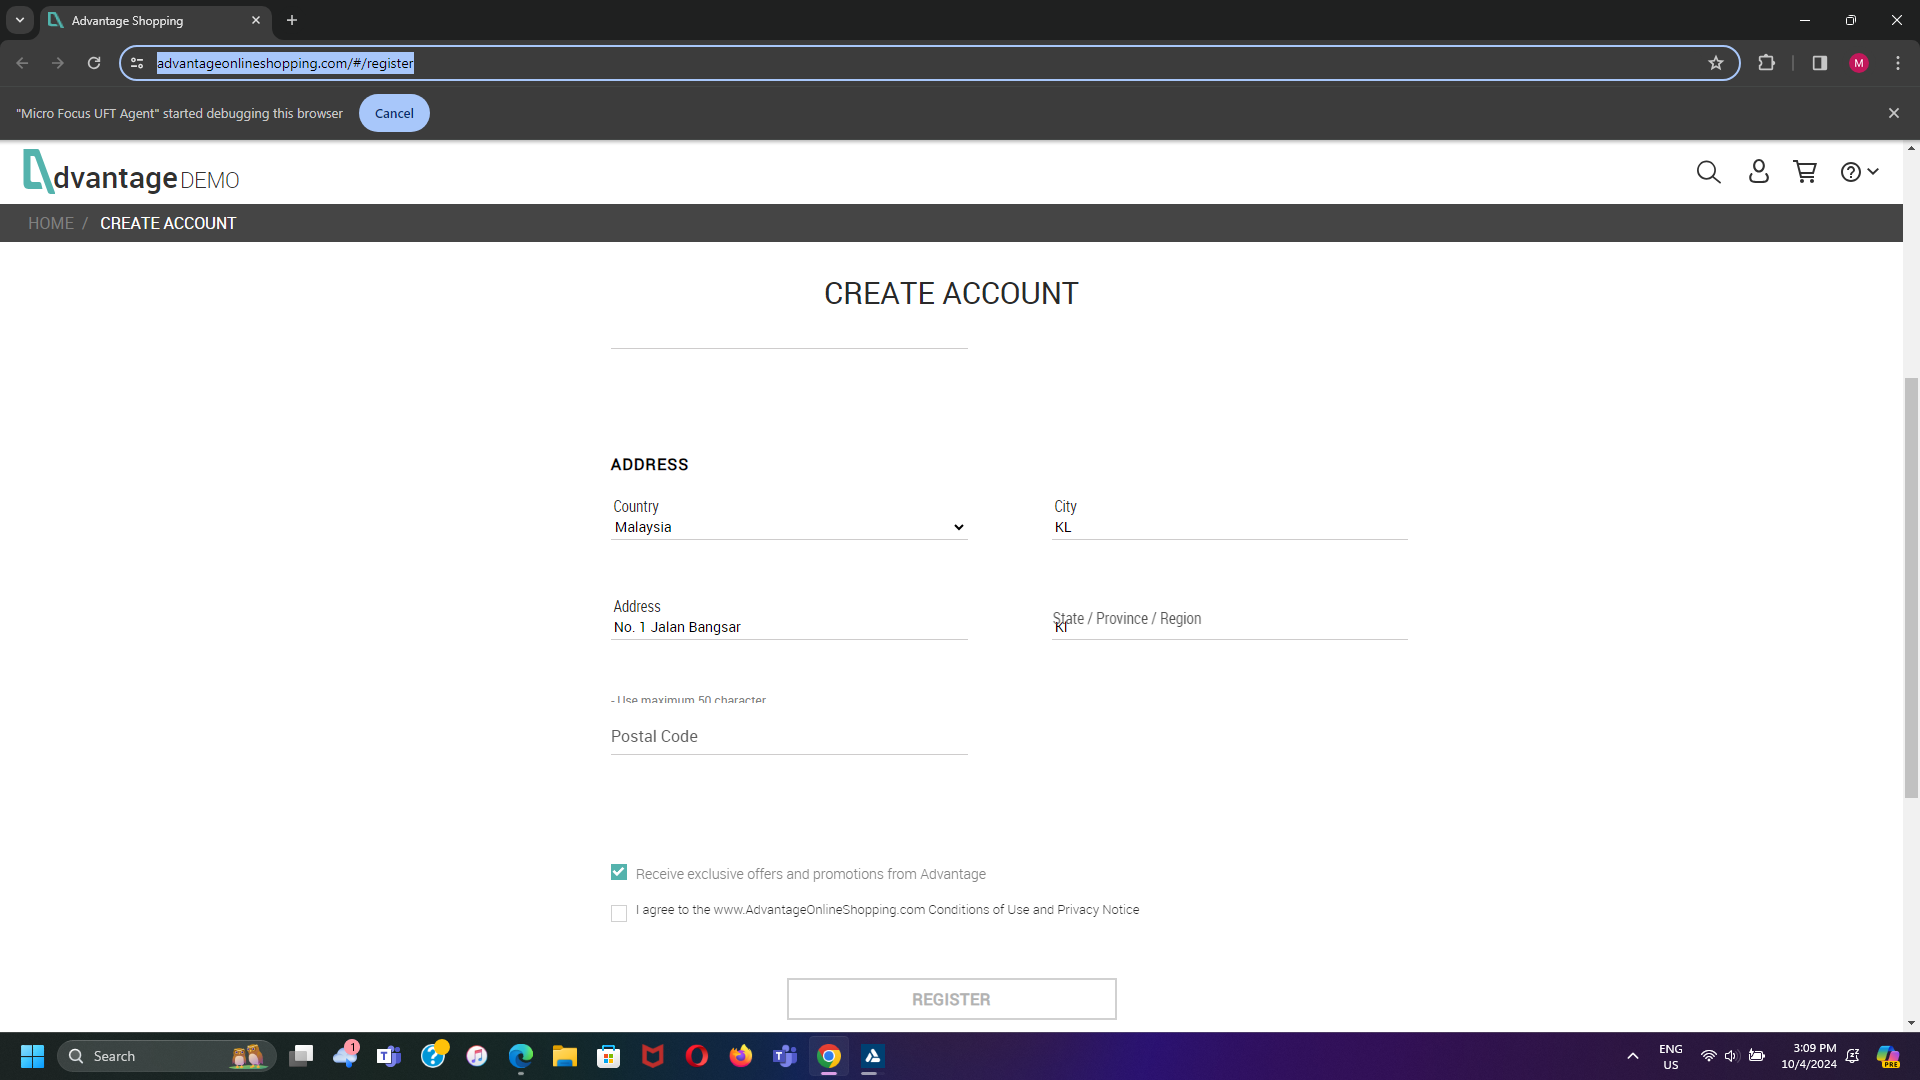 Advantage Shopping
advantageonlineshopping.com/#/register
M
"Micro Focus UFT Agent" started debugging this browser
Cancel
dvantage DEMO
HOME / CREATE ACCOUNT
CREATE ACCOUNT
ADDRESS
Country
City
Malaysia
KL
Address
State / Province / Region
No. 1 Jalan Bangsar
- Use maximum 50 character
Postal Code
Receive exclusive offers and promotions from Advantage
I agree to the www.AdvantageOnlineShopping.com Conditions of Use and Privacy Notice
REGISTER
Search
1
ENG
US
3:09 PM
10/4/2024
PRE